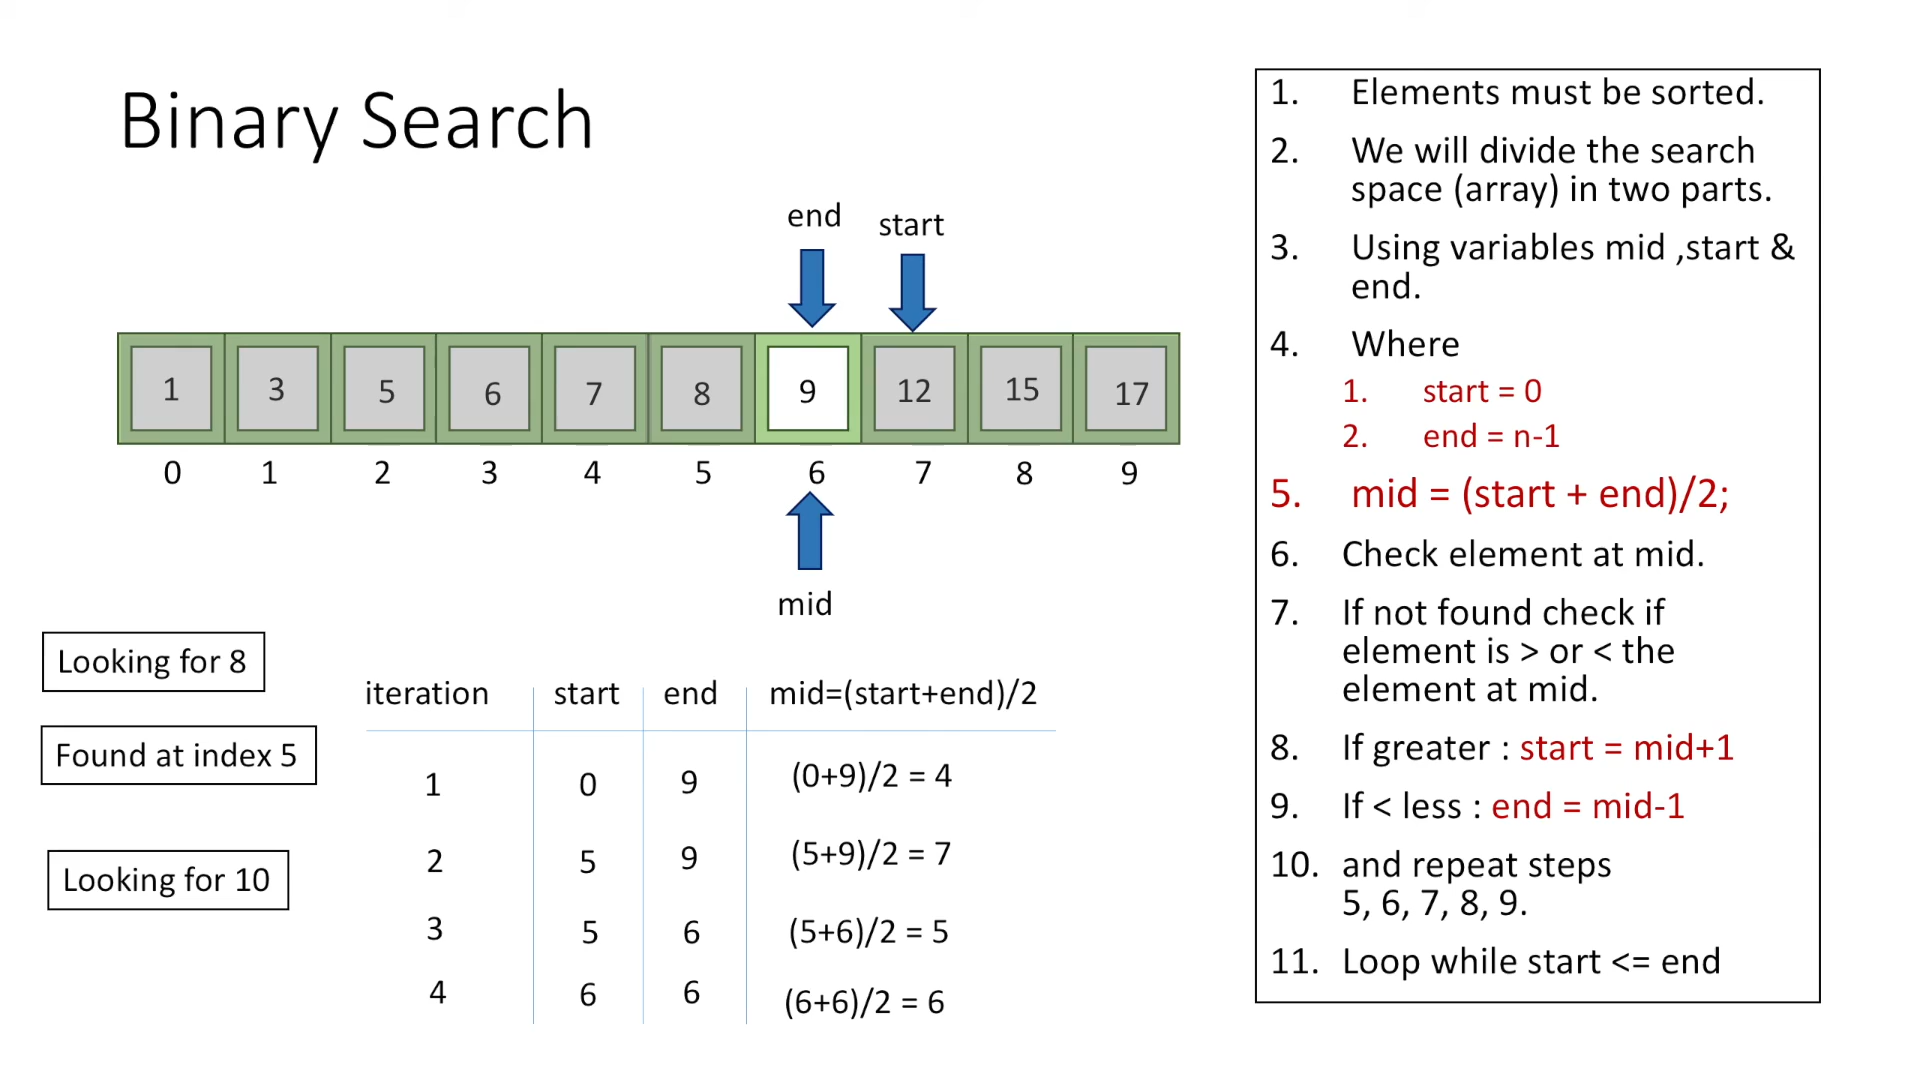 Binary Search
end
start
1 3 5 6 7 8 9 12 15 17
0 1 2 3 4 5 6 7 8 9
mid
Looking for 8
Found at index 5
Looking for 10
iteration start end mid=(start+end)/2
1 0 9 (0+9)/2 = 4
2 5 9 (5+9)/2 = 7
3 5 6 (5+6)/2 = 5
4 6 6 (6+6)/2 = 6
1. Elements must be sorted.
2. We will divide the search
space (array) in two parts.
3. Using variables mid ,start &
end.
4. Where
1. start = 0
2. end = n-1
5. mid = (start + end)/2;
6. Check element at mid.
7. If not found check if
element is > or < the
element at mid.
8. If greater : start = mid+1
9. If < less : end = mid-1
10. and repeat steps
5, 6, 7, 8, 9.
11. Loop while start <= end